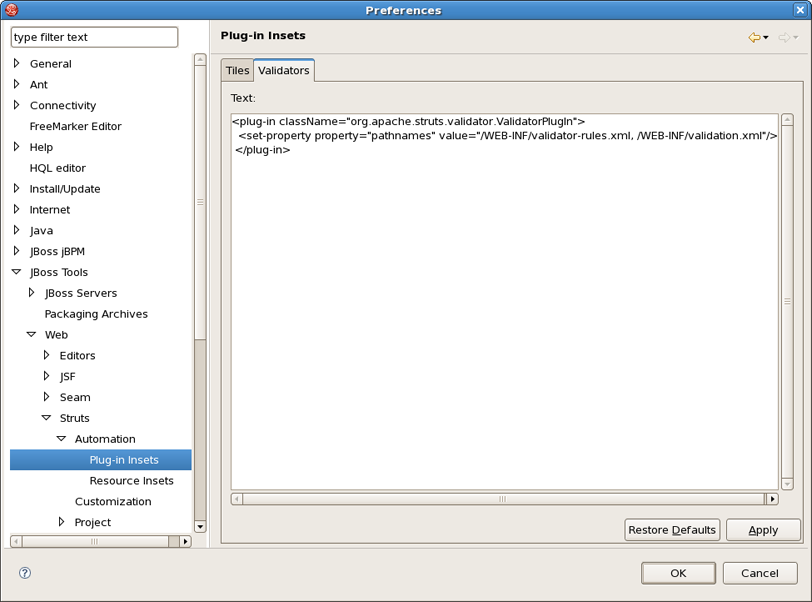 Preferences
type filter text
General
Ant
Connectivity
FreeMarker Editor
Help
HQL editor
Install/Update
Internet
Java
JBoss jBPM
JBoss Tools
JBoss Servers
Packaging Archives
Web
Editors
JSF
Seam
Struts
Automation
Plug-in Insets
Resource Insets
Customization
Project
Plug-in Insets
Tiles
Validators
Text:
<plug-in className="org.apache.struts.validator.ValidatorPlugIn">
<set-property property="pathnames" value="/WEB-INF/validator-rules.xml, /WEB-INF/validation.xml"/>
</plug-in>
Restore Defaults
Apply
?
OK
Cancel